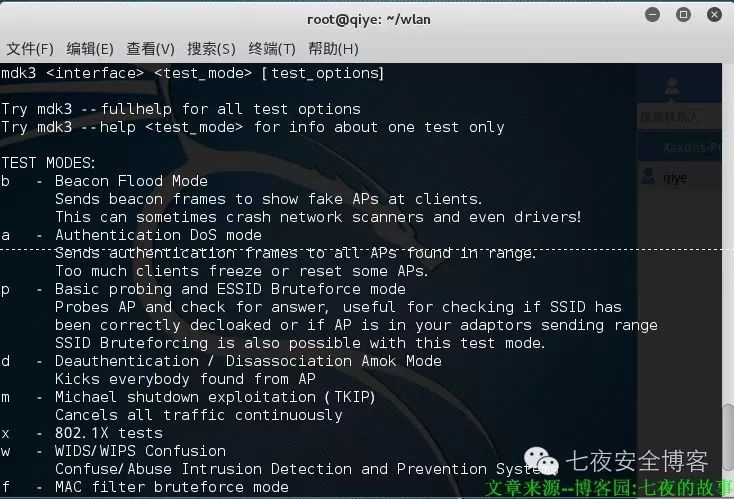 root@qiye: ~/wlan
文件(F) 编辑(E) 查看(V) 搜索(S) 终端(T) 帮助(H)
mdk3 <interface> <test_mode> [test_options]
Try mdk3 --fullhelp for all test options
Try mdk3 --help <test_mode> for info about one test only
TEST MODES:
b - Beacon Flood Mode
Sends beacon frames to show fake APs at clients.
This can sometimes crash network scanners and even drivers!
a - Authentication DoS mode
Sends authentication frames to all APs found in range.
Too much clients freeze or reset some APs.
p - Basic probing and ESSID Bruteforce mode
Probes AP and check for answer, useful for checking if SSID has
been correctly decloaked or if AP is in your adaptors sending range
SSID Bruteforcing is also possible with this test mode.
d - Deauthentication / Disassociation Amok Mode
Kicks everybody found from AP
m - Michael shutdown exploitation (TKIP)
Cancels all traffic continuously
x - 802.1X tests
w - WIDS/WIPS Confusion
Confuse/Abuse Intrusion Detection and Prevention System
f - MAC filter bruteforce mode
搜索联系人
qiye
七夜安全博客
文章来源--博客园:七夜的故事